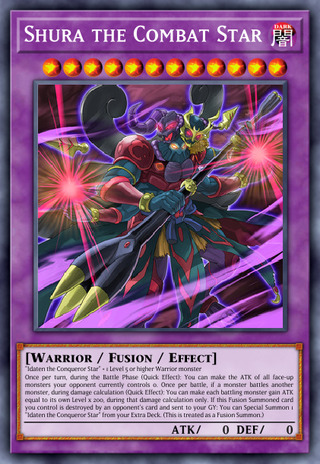 Shura the Combat Star
DARK
闇
[Warrior / Fusion / Effect]
"Idaten the Conqueror Star" + 1 Level 5 or higher Warrior monster
Once per turn, during the Battle Phase (Quick Effect): You can make the ATK of all face-up
monsters your opponent currently controls 0. Once per battle, if a monster battles another
monster, during damage calculation (Quick Effect): You can make each battling monster gain ATK
equal to its own Level x 200, during that damage calculation only. If this Fusion Summoned card
you control is destroyed by an opponent's card and sent to your GY: You can Special Summon 1
"Idaten the Conqueror Star" from your Extra Deck. (This is treated as a Fusion Summon.)
ATK/ 0 DEF/ 0